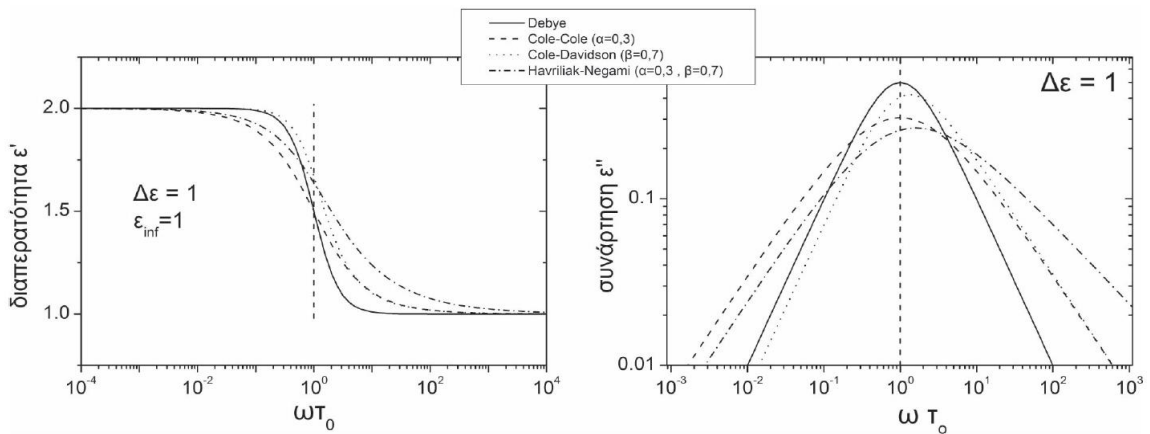 Debye
Cole-Cole (α=0,3)
Cole-Davidson (β=0,7)
Havriliak-Negami (α=0,3 , β=0,7)
διαπερατότητα ε'
2.0
1.5
1.0
Δε = 1
ε_inf=1
10^-4
10^-2
10^0
10^2
10^4
ωτ_0
συνάρτηση ε''
Δε = 1
0.1
0.01
10^-3
10^-2
10^-1
10^0
10^1
10^2
10^3
ω τ_o